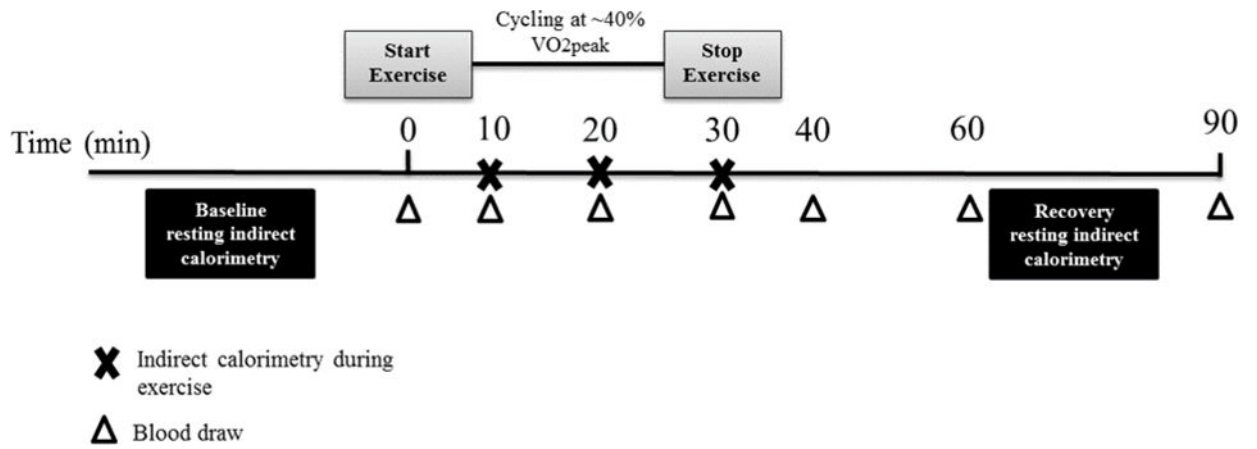 Cycling at ~40%
VO2peak
Start
Exercise
Stop
Exercise
Time (min)
0 10 20 30 40 60 90
Baseline
resting indirect
calorimetry
Recovery
resting indirect
calorimetry
Indirect calorimetry during
exercise
Blood draw